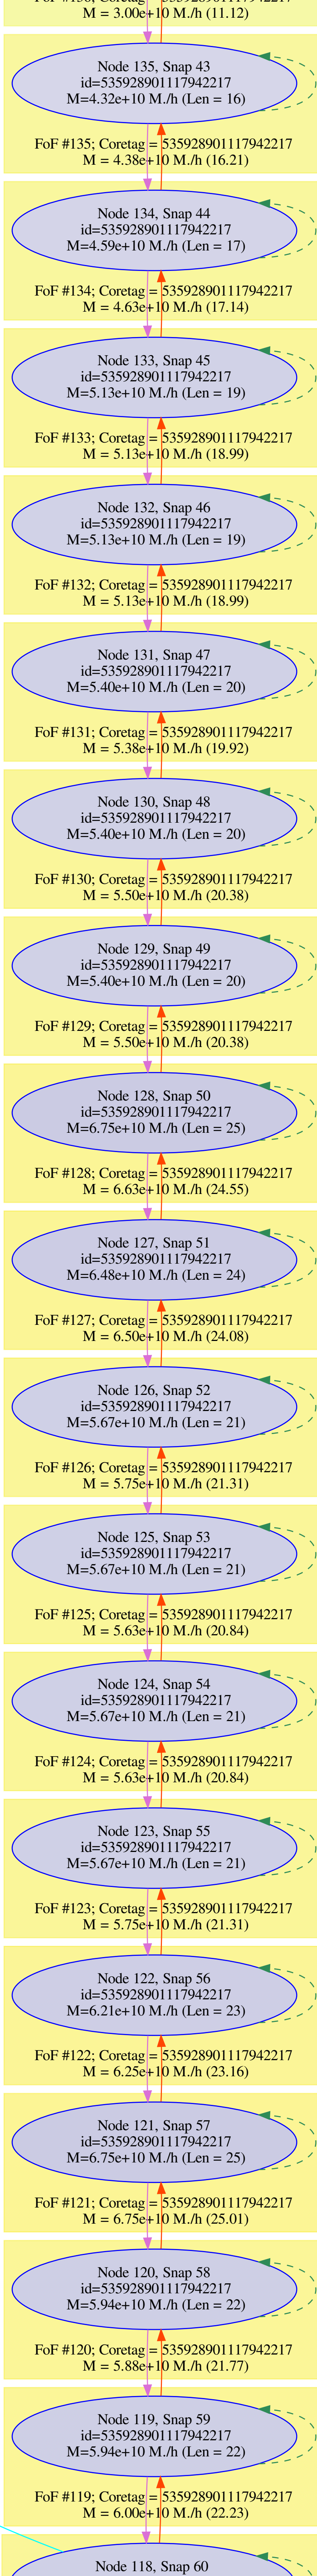 M = 3.00e+10 M./h (11.12)
Node 135, Snap 43
id=535928901117942217
M=4.32e+10 M./h (Len = 16)
FoF #135; Coretag = 535928901117942217
M = 4.38e+10 M./h (16.21)
Node 134, Snap 44
id=535928901117942217
M=4.59e+10 M./h (Len = 17)
FoF #134; Coretag = 535928901117942217
M = 4.63e+10 M./h (17.14)
Node 133, Snap 45
id=535928901117942217
M=5.13e+10 M./h (Len = 19)
FoF #133; Coretag = 535928901117942217
M = 5.13e+10 M./h (18.99)
Node 132, Snap 46
id=535928901117942217
M=5.13e+10 M./h (Len = 19)
FoF #132; Coretag = 535928901117942217
M = 5.13e+10 M./h (18.99)
Node 131, Snap 47
id=535928901117942217
M=5.40e+10 M./h (Len = 20)
FoF #131; Coretag = 535928901117942217
M = 5.38e+10 M./h (19.92)
Node 130, Snap 48
id=535928901117942217
M=5.40e+10 M./h (Len = 20)
FoF #130; Coretag = 535928901117942217
M = 5.50e+10 M./h (20.38)
Node 129, Snap 49
id=535928901117942217
M=5.40e+10 M./h (Len = 20)
FoF #129; Coretag = 535928901117942217
M = 5.50e+10 M./h (20.38)
Node 128, Snap 50
id=535928901117942217
M=6.75e+10 M./h (Len = 25)
FoF #128; Coretag = 535928901117942217
M = 6.63e+10 M./h (24.55)
Node 127, Snap 51
id=535928901117942217
M=6.48e+10 M./h (Len = 24)
FoF #127; Coretag = 535928901117942217
M = 6.50e+10 M./h (24.08)
Node 126, Snap 52
id=535928901117942217
M=5.67e+10 M./h (Len = 21)
FoF #126; Coretag = 535928901117942217
M = 5.75e+10 M./h (21.31)
Node 125, Snap 53
id=535928901117942217
M=5.67e+10 M./h (Len = 21)
FoF #125; Coretag = 535928901117942217
M = 5.63e+10 M./h (20.84)
Node 124, Snap 54
id=535928901117942217
M=5.67e+10 M./h (Len = 21)
FoF #124; Coretag = 535928901117942217
M = 5.63e+10 M./h (20.84)
Node 123, Snap 55
id=535928901117942217
M=5.67e+10 M./h (Len = 21)
FoF #123; Coretag = 535928901117942217
M = 5.75e+10 M./h (21.31)
Node 122, Snap 56
id=535928901117942217
M=6.21e+10 M./h (Len = 23)
FoF #122; Coretag = 535928901117942217
M = 6.25e+10 M./h (23.16)
Node 121, Snap 57
id=535928901117942217
M=6.75e+10 M./h (Len = 25)
FoF #121; Coretag = 535928901117942217
M = 6.75e+10 M./h (25.01)
Node 120, Snap 58
id=535928901117942217
M=5.94e+10 M./h (Len = 22)
FoF #120; Coretag = 535928901117942217
M = 5.88e+10 M./h (21.77)
Node 119, Snap 59
id=535928901117942217
M=5.94e+10 M./h (Len = 22)
FoF #119; Coretag = 535928901117942217
M = 6.00e+10 M./h (22.23)
Node 118, Snap 60